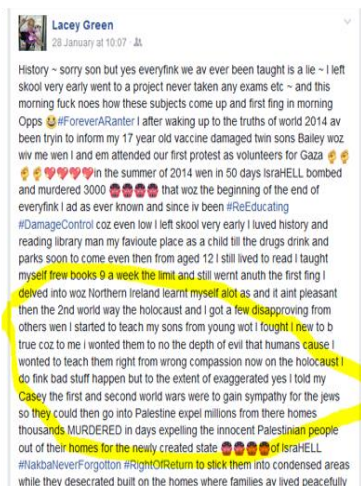 Lacey Green
28 January at 10:07 ·
History ~ sorry son but yes everyfink we av ever been taught is a lie ~ I left
skool very early went to a project never taken any exams etc ~ and this
morning fuck noes how these subjects come up and first fing in morning
Opps 😂 #ForeverARanter I after waking up to the truths of world 2014 av
been tryin to inform my 17 year old vaccine damaged twin sons Bailey woz
wiv me wen I and em attended our first protest as volunteers for Gaza
in the summer of 2014 wen in 50 days IsraHELL bombed
and murdered 3000 that woz the beginning of the end of
everyfink I ad as ever known and since iv been #ReEducating
#DamageControl coz even low I left skool very early I luved history and
reading library man my favioute place as a child till the drugs drink and
parks soon to come even then from aged 12 I still lived to read I taught
myself frew books 9 a week the limit and still wernt anuth the first fing I
delved into woz Northern Ireland learnt myself alot as and it aint pleasant
then the 2nd world way the holocaust and I got a few disapproving from
others wen I started to teach my sons from young wot I fought I new to b
true coz to me i wonted them to no the depth of evil that humans cause I
wonted to teach them right from wrong compassion now on the holocaust I
do fink bad stuff happen but to the extent of exaggerated yes I told my
Casey the first and second world wars were to gain sympathy for the jews
so they could then go into Palestine expel millions from there homes
thousands MURDERED in days expelling the innocent Palestinian people
out of their homes for the newly created state of IsraHELL
#NakbaNeverForgotton #RightOfReturn to stick them into condensed areas
while they desecrated built on the homes where families av lived peacefully